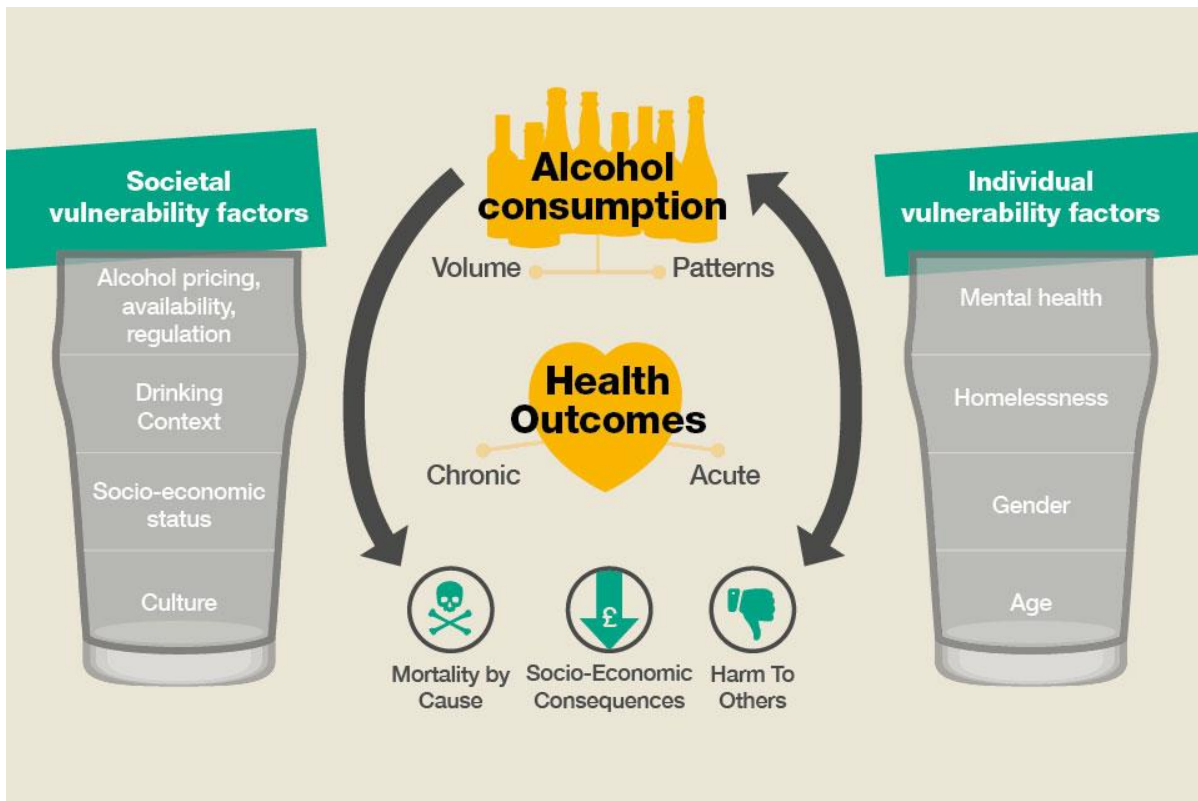 Societal
vulnerability factors
Alcohol pricing,
availability,
regulation
Drinking
Context
Socio-economic
status
Culture
Alcohol
consumption
Volume
Patterns
Health
Outcomes
Chronic
Acute
£
Mortality by
Cause
Socio-Economic
Consequences
Harm To
Others
Individual
vulnerability factors
Mental health
Homelessness
Gender
Age